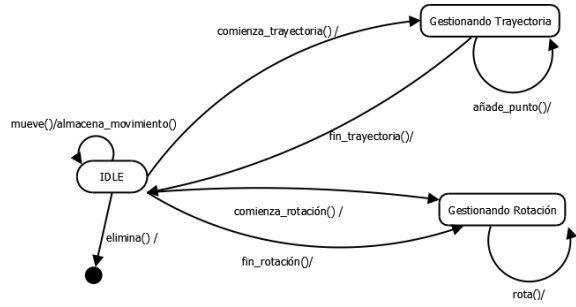 Gestionando Trayectoria
comienza_trayectoria() /
añade_punto()/
mueve()/almacena_movimiento()
fin_trayectoria()/
IDLE
Gestionando Rotación
comienza_rotación() /
elimina() /
fin_rotación()/
rota()/